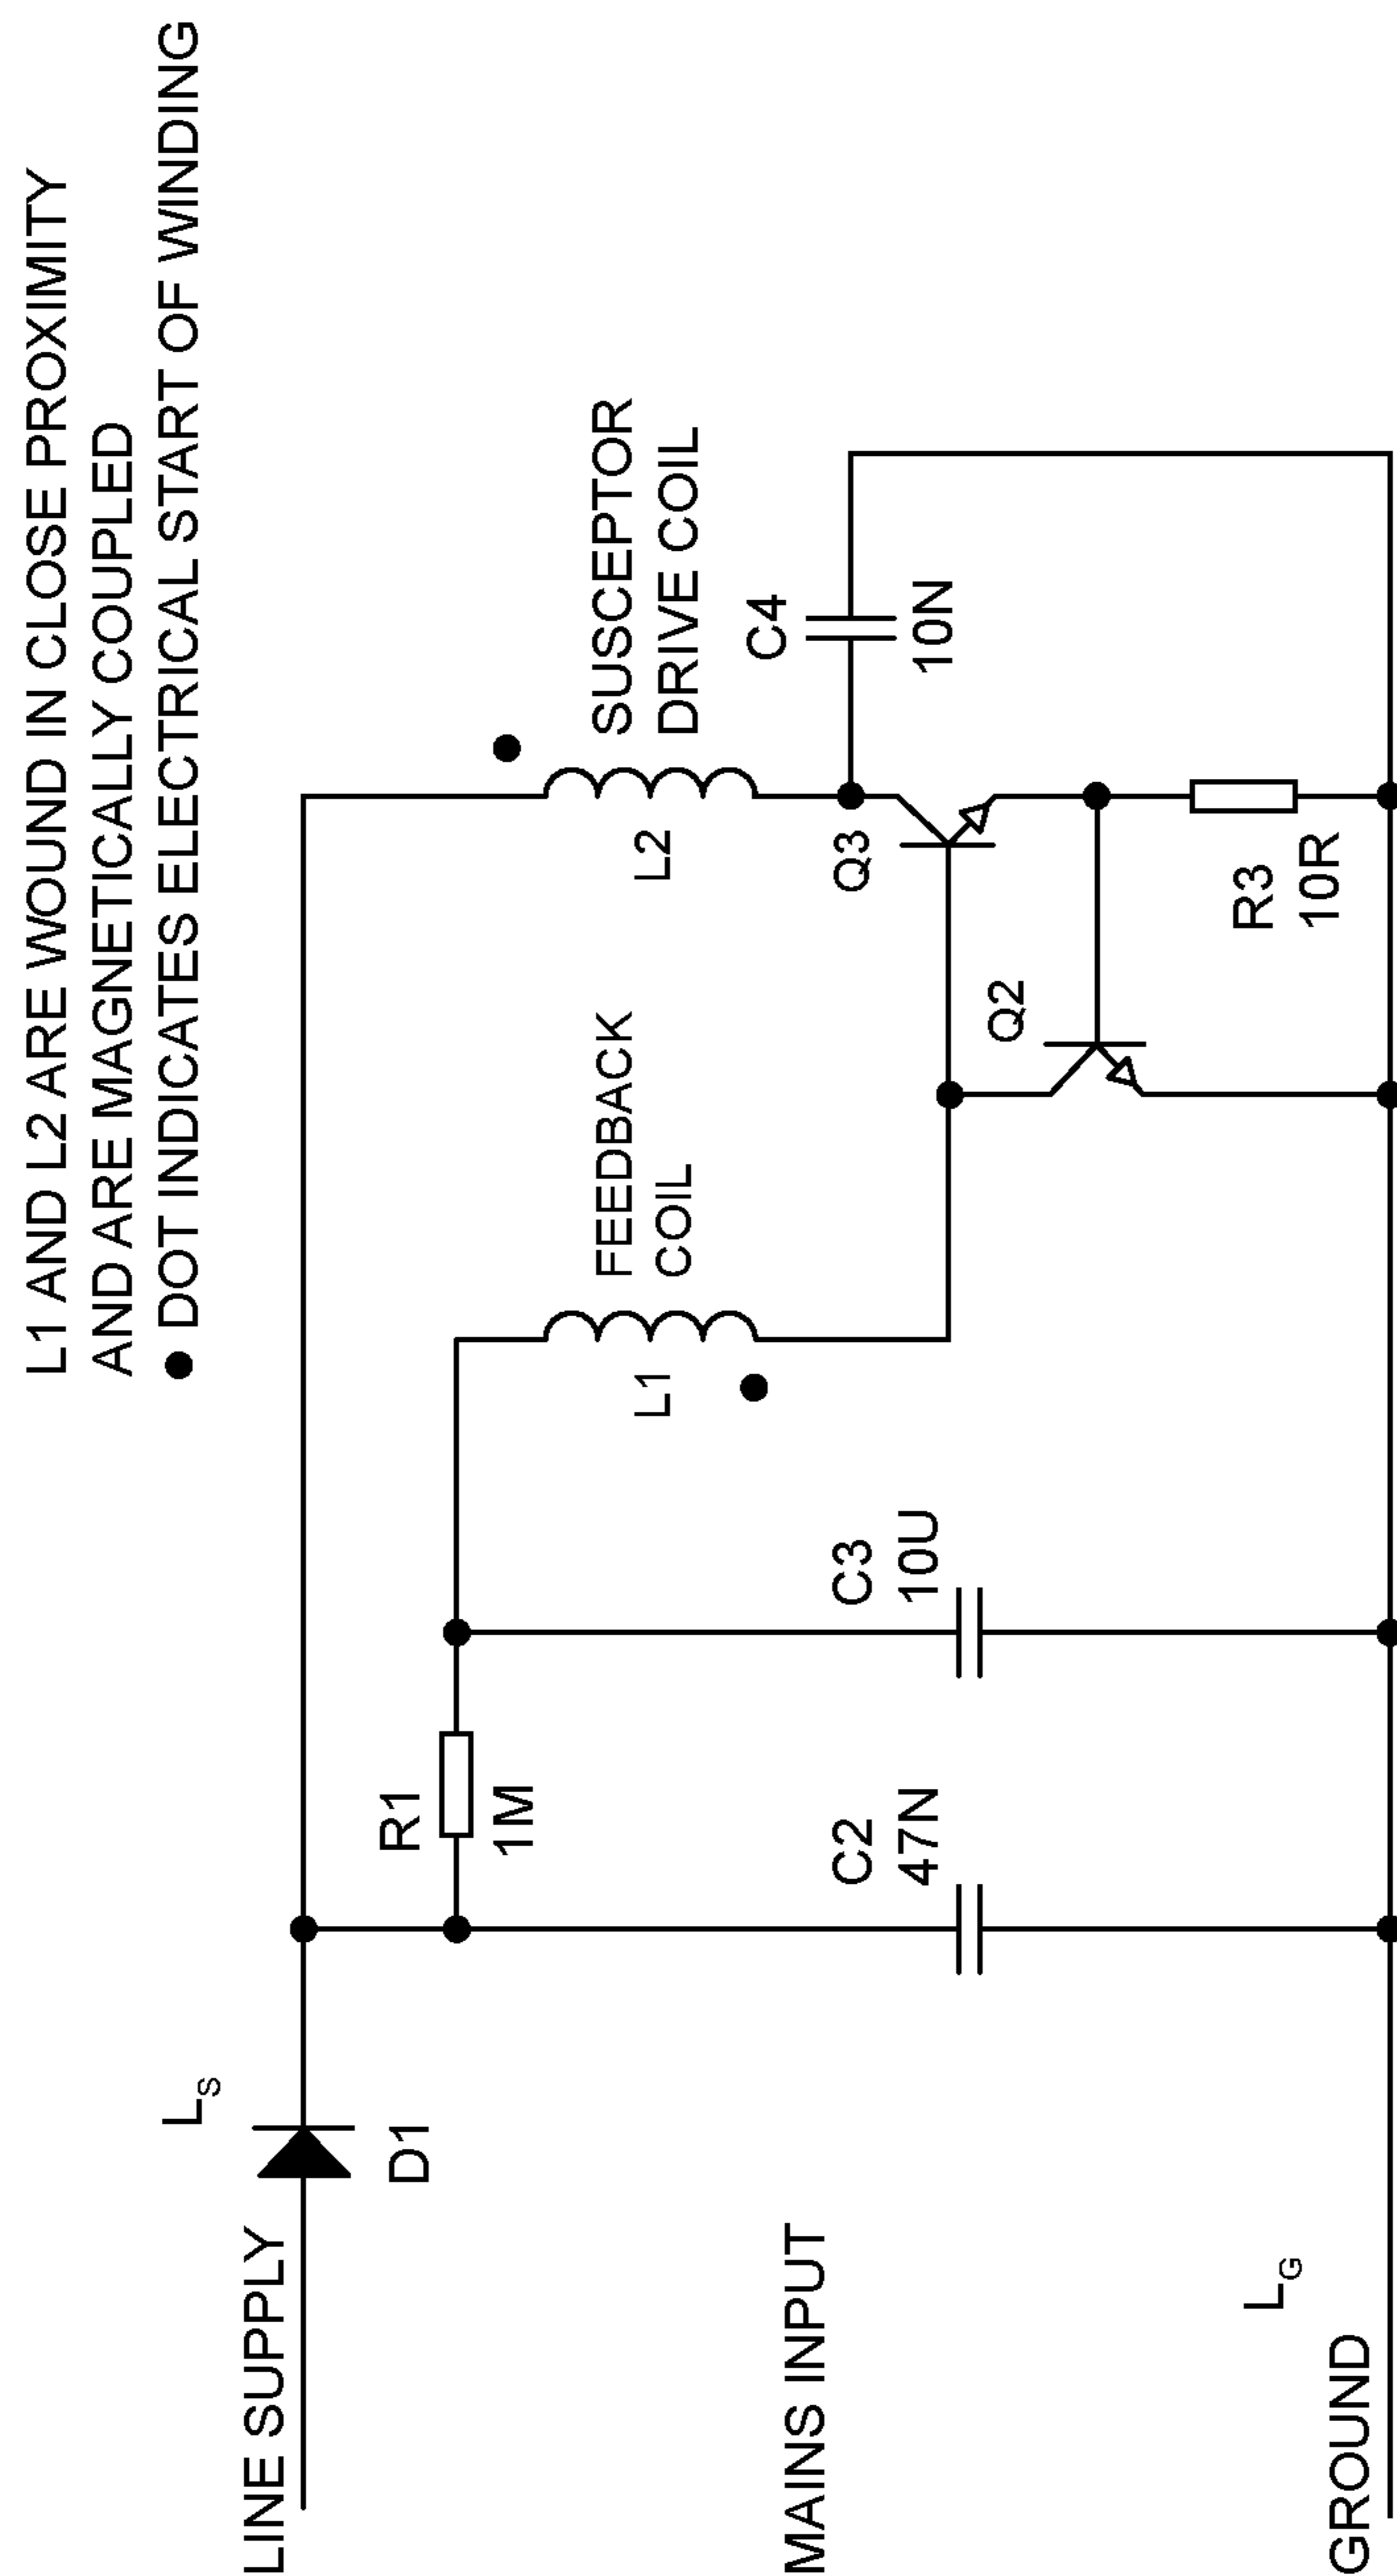 L1 AND L2 ARE WOUND IN CLOSE PROXIMITY
AND ARE MAGNETICALLY COUPLED
● DOT INDICATES ELECTRICAL START OF WINDING
LINE SUPPLY
LS
D1
MAINS INPUT
LG
GROUND
R1
1M
C2
47N
C3
10U
L1
FEEDBACK
COIL
Q2
L2
SUSCEPTOR
DRIVE COIL
Q3
C4
10N
R3
10R